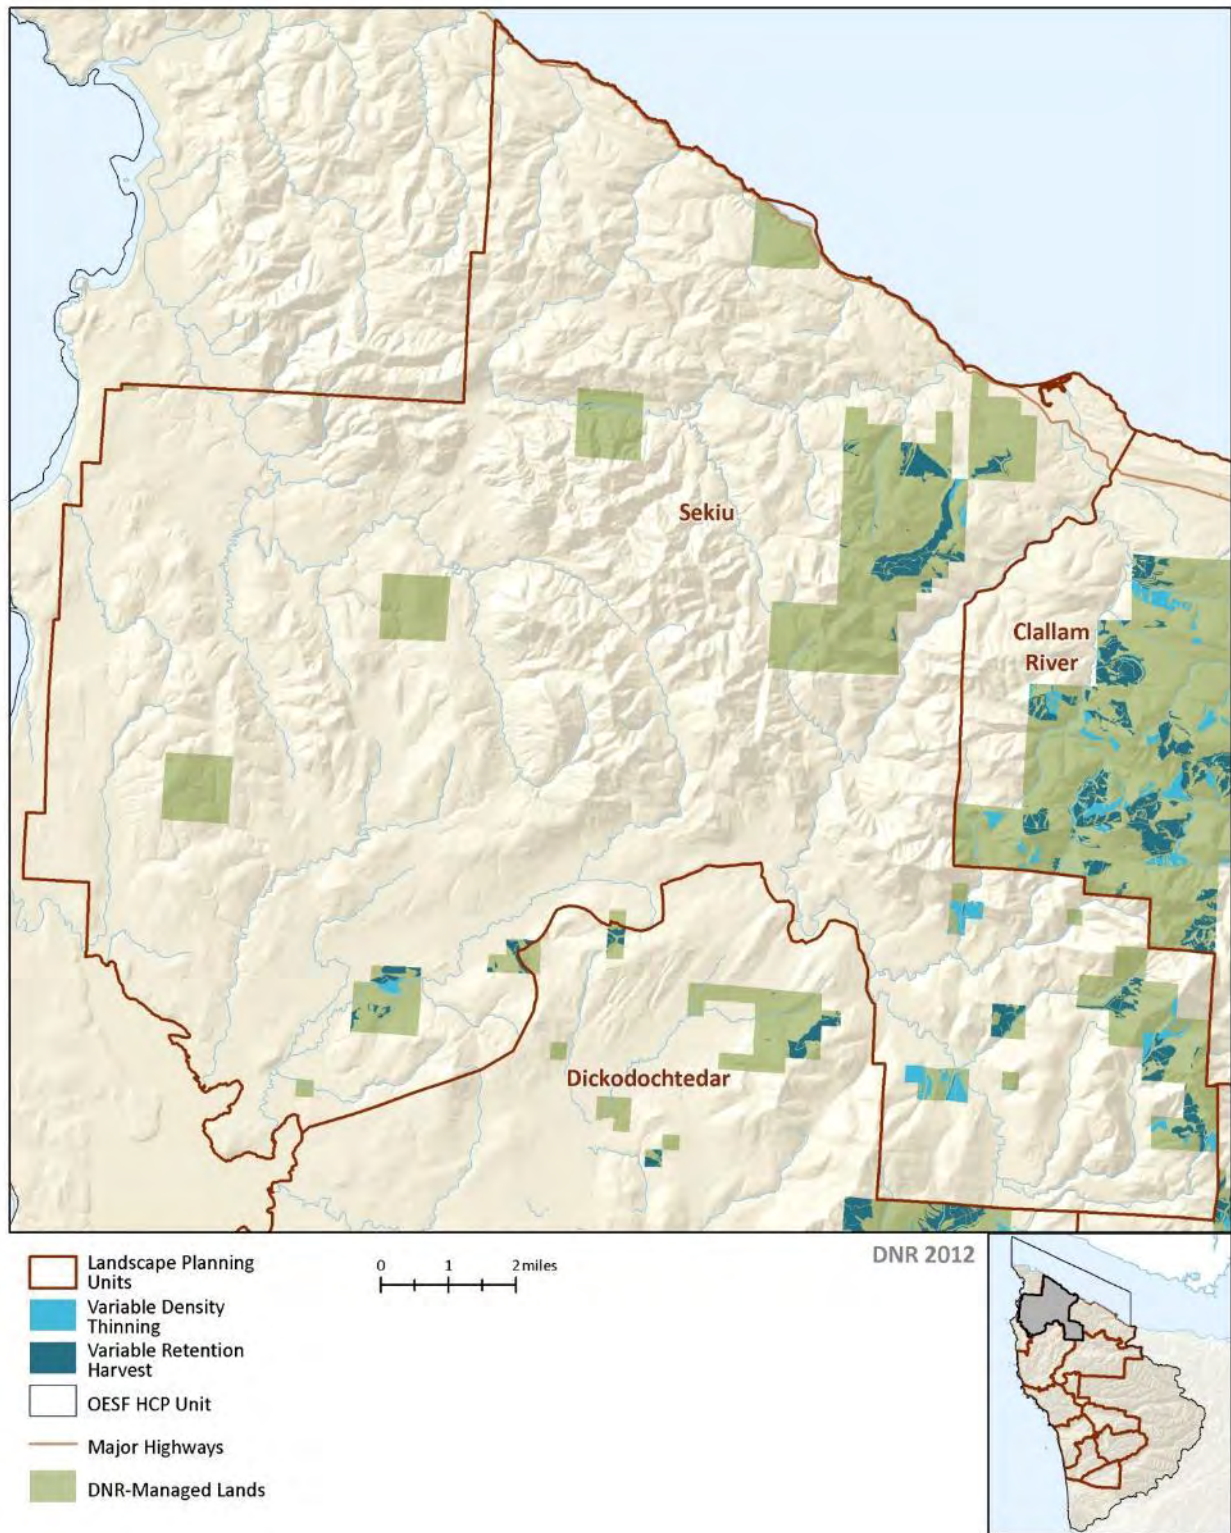 Sekiu
Clallam
River
Dickodochtedar
DNR 2012
Landscape Planning
Units
Variable Density
Thinning
Variable Retention
Harvest
OESF HCP Unit
Major Highways
DNR-Managed Lands
0 1 2 miles